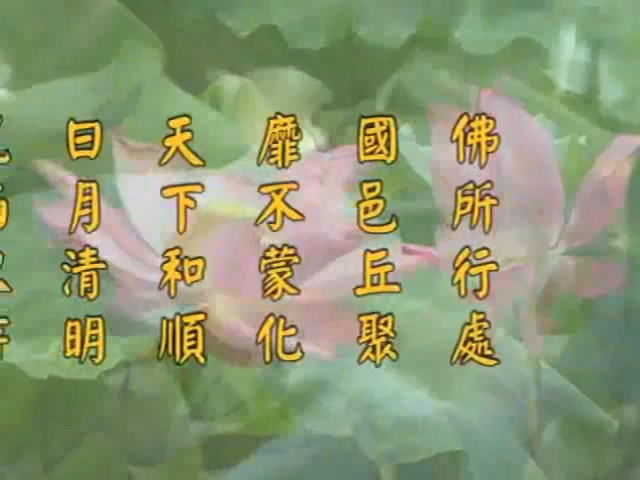 佛所行處
國邑丘聚
靡不蒙化
天下和順
日月清明